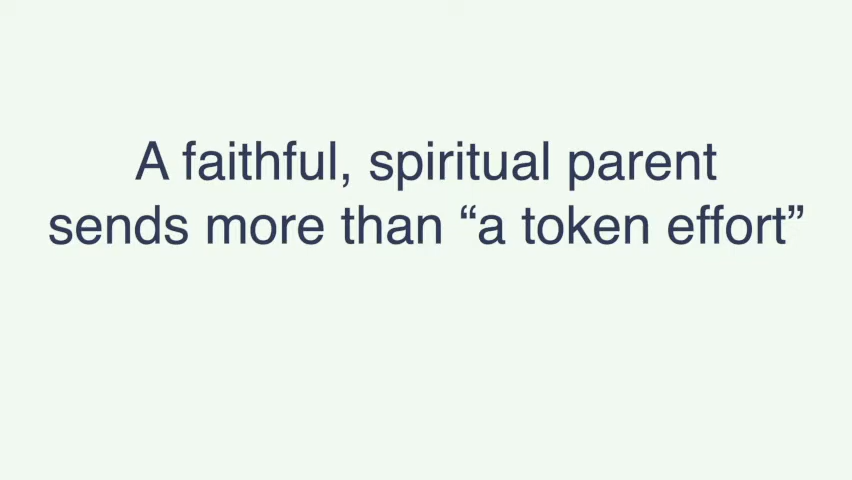 A faithful, spiritual parent
sends more than “a token effort”